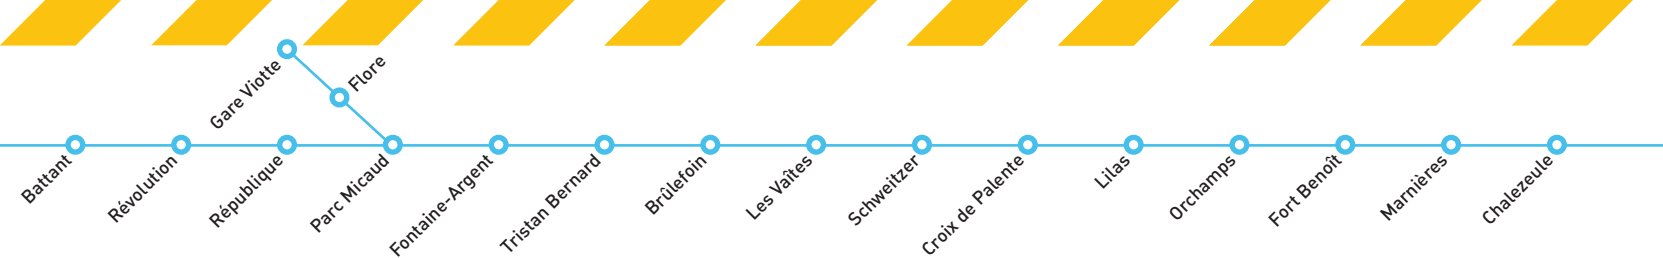 Gare Viotte
Flore
Battant
Révolution
République
Parc Micaud
Fontaine-Argent
Tristan Bernard
Brûlefoin
Les Vaîtes
Schweitzer
Croix de Palente
Lilas
Orchamps
Fort Benoît
Marnières
Chalezeule